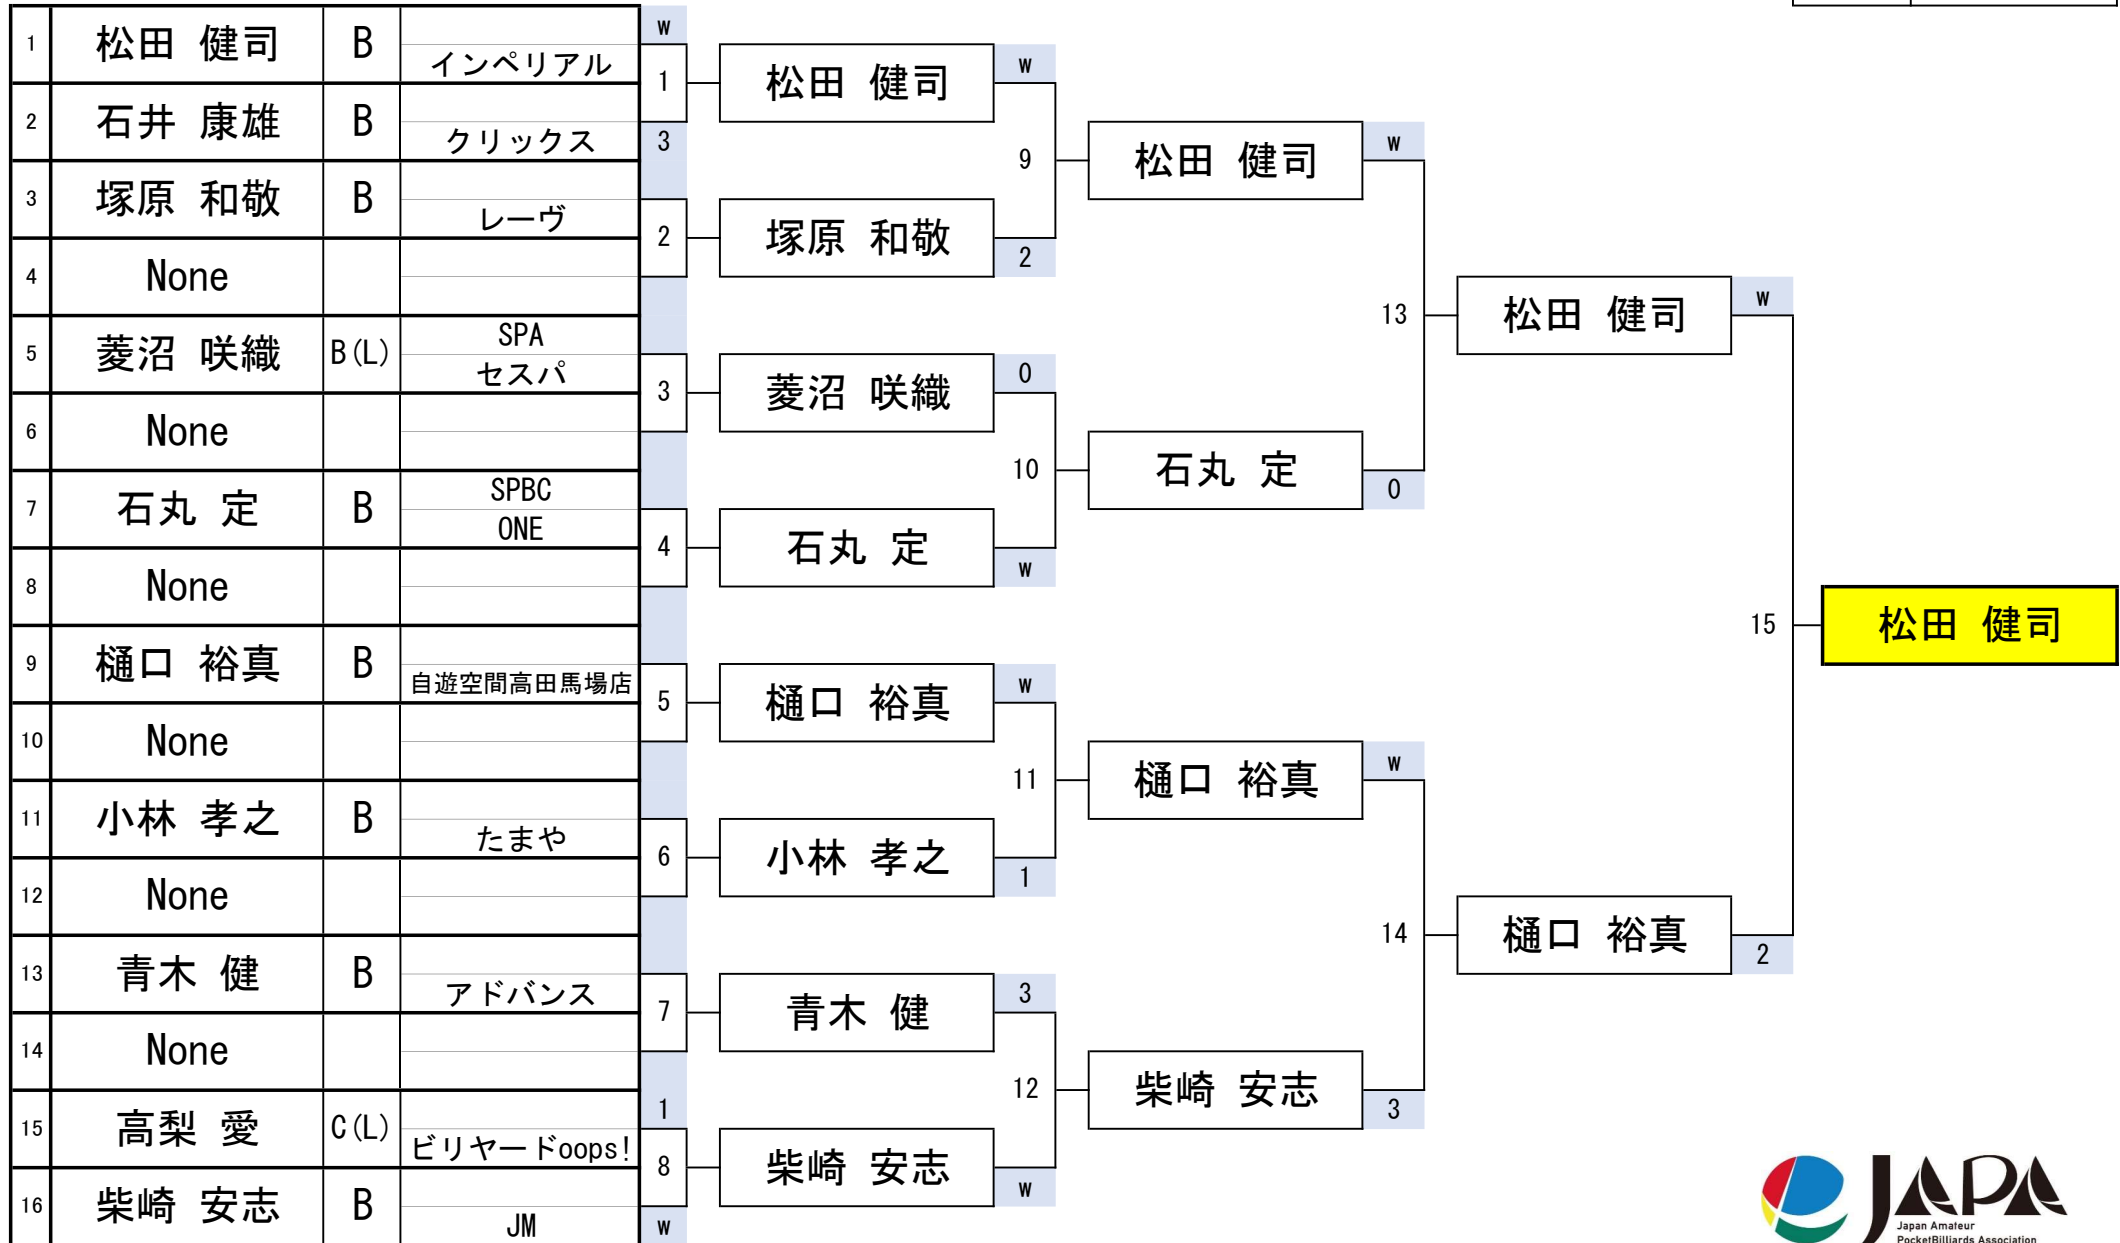 1 松田 健司 B インペリアル
2 石井 康雄 B クリックス
3 塚原 和敬 B レーヴ
4 None
5 菱沼 咲織 B(L) SPA セスパ
6 None
7 石丸 定 B SPBC ONE
8 None
9 樋口 裕真 B 自遊空間高田馬場店
10 None
11 小林 孝之 B たまや
12 None
13 青木 健 B アドバンス
14 None
15 高梨 愛 C(L) ビリヤードoops!
16 柴崎 安志 B JM
W
1
3
2
3
4
5
6
7
1
8
W
松田 健司 W
9
塚原 和敬 2
菱沼 咲織 0
10
石丸 定 W
樋口 裕真 W
11
小林 孝之 1
青木 健 3
12
柴崎 安志 W
松田 健司 W
13
石丸 定 0
樋口 裕真 W
14
柴崎 安志 3
松田 健司 W
15
樋口 裕真 2
松田 健司
JAPA
Japan Amateur
PocketBilliards Association